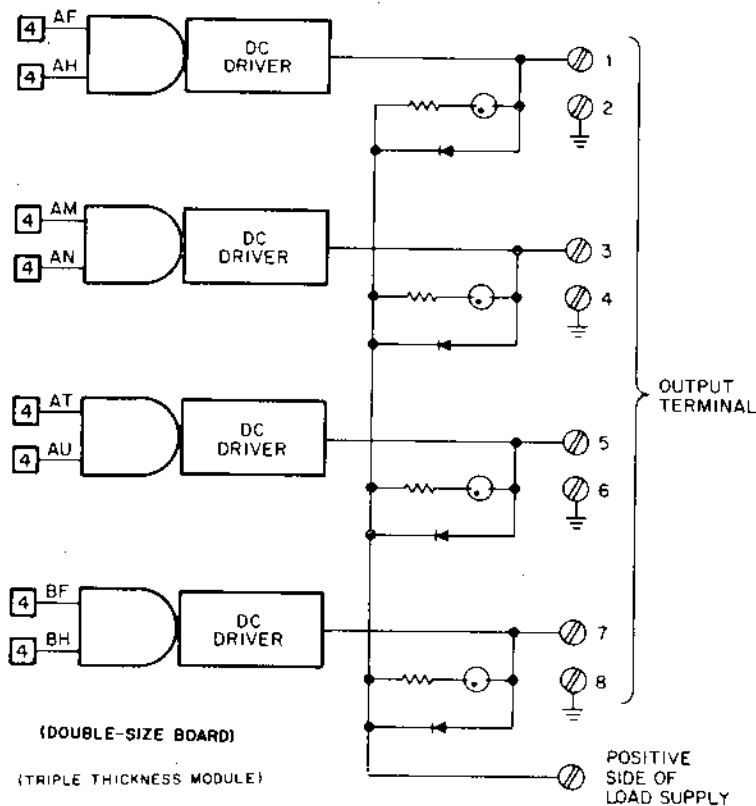 4 AF
4 AH
DC
DRIVER
1
2
4 AM
4 AN
DC
DRIVER
3
4
4 AT
4 AU
DC
DRIVER
5
6
OUTPUT
TERMINAL
4 BF
4 BH
DC
DRIVER
7
8
(DOUBLE-SIZE BOARD)
(TRIPLE THICKNESS MODULE)
POSITIVE
SIDE OF
LOAD SUPPLY